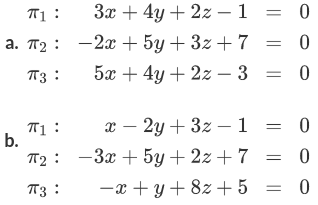 π₁ : 3x + 4y + 2z − 1 = 0
a. π₂ : −2x + 5y + 3z + 7 = 0
π₃ : 5x + 4y + 2z − 3 = 0
π₁ : x − 2y + 3z − 1 = 0
b. π₂ : −3x + 5y + 2z + 7 = 0
π₃ : −x + y + 8z + 5 = 0